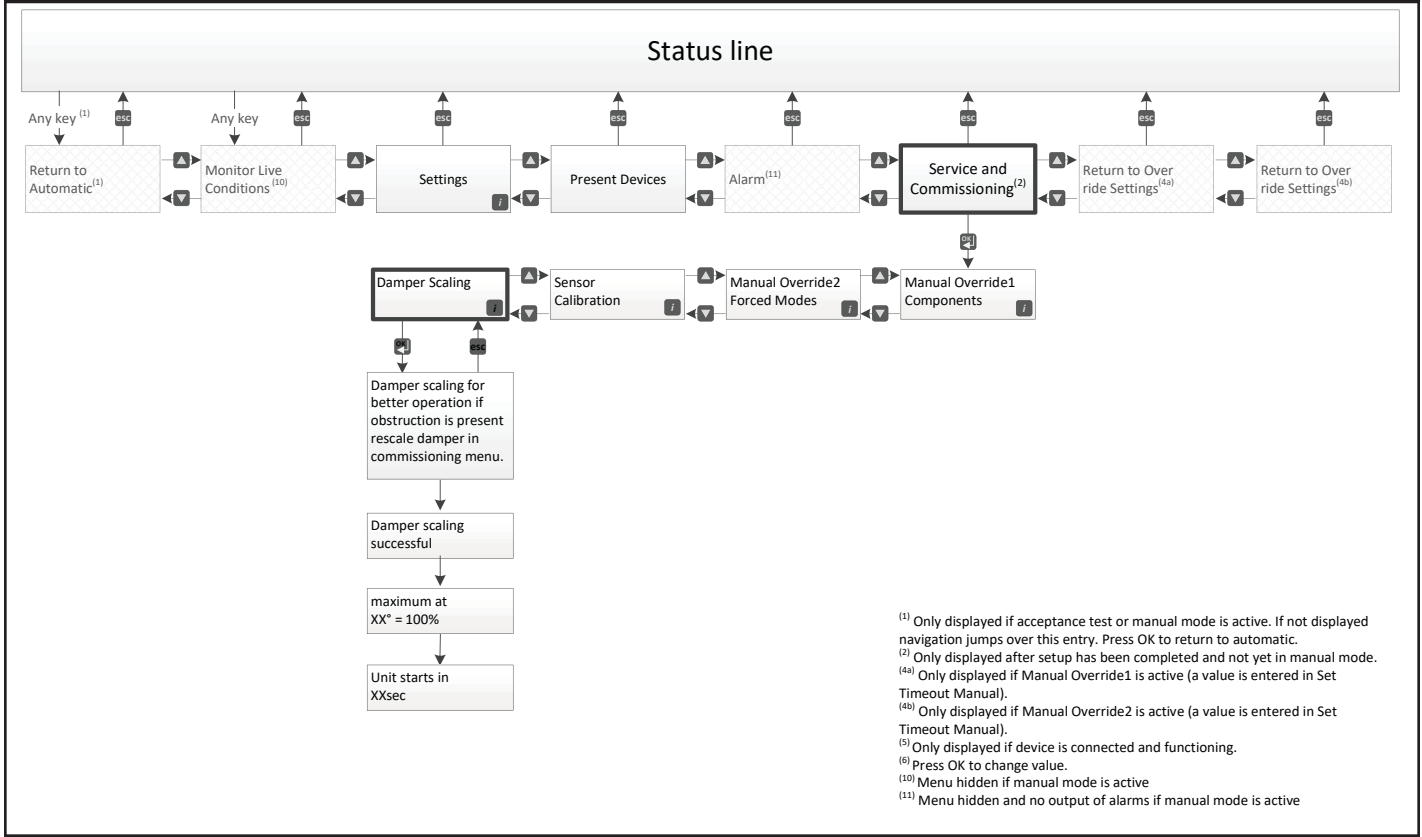 Status line
Any key (1)
esc
Any key
esc
esc
esc
esc
esc
esc
esc
Return to
Automatic(1)
Monitor Live
Conditions (10)
Settings
i
Present Devices
Alarm(11)
Service and
Commissioning(2)
Return to Over
ride Settings(4a)
Return to Over
ride Settings(4b)
OK
Damper Scaling
i
Sensor
Calibration
i
Manual Override2
Forced Modes
i
Manual Override1
Components
i
OK
esc
Damper scaling for
better operation if
obstruction is present
rescale damper in
commissioning menu.
Damper scaling
successful
maximum at
XX° = 100%
Unit starts in
XXsec
(1) Only displayed if acceptance test or manual mode is active. If not displayed
navigation jumps over this entry. Press OK to return to automatic.
(2) Only displayed after setup has been completed and not yet in manual mode.
(4a) Only displayed if Manual Override1 is active (a value is entered in Set
Timeout Manual).
(4b) Only displayed if Manual Override2 is active (a value is entered in Set
Timeout Manual).
(5) Only displayed if device is connected and functioning.
(6) Press OK to change value.
(10) Menu hidden if manual mode is active
(11) Menu hidden and no output of alarms if manual mode is active